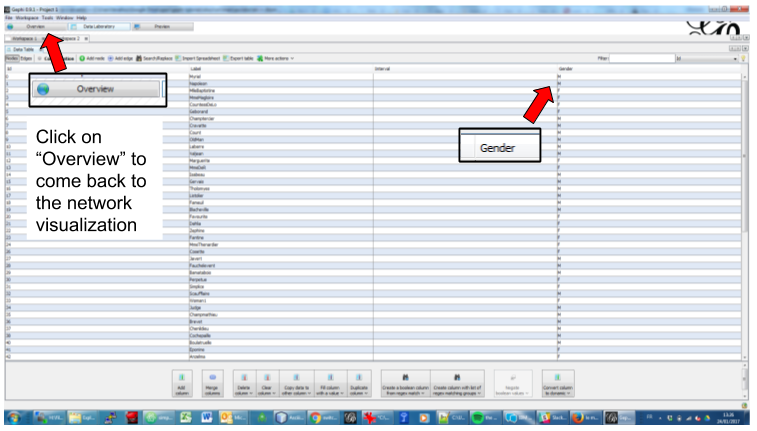 Gephi 0.9.1 - Project 1
File Workspace Tools Window Help
Overview Data Laboratory Preview
Workspace 1 Workspace 2
Data Table
Nodes Edges Configuration Add node Add edge Search/Replace Import Spreadsheet Export table More actions Filter: Id
Id Label Interval Gender
0 Myriel M
1 Napoleon M
2 MlleBaptistine F
3 MmeMagloire F
4 CountessDeLo
5 Geborand
6 Champtercier
7 Cravatte
8 Count
9 OldMan
10 Labarre
11 Valjean M
12 Marguerite F
13 MmeDeR F
14 Isabeau M
15 Gervais M
16 Tholomyes M
17 Listolier M
18 Fameuil M
19 Blacheville M
20 Favourite F
21 Dahlia F
22 Zephine F
23 Fantine F
24 MmeThenardier F
25
26 Cosette F
27 Javert M
28 Fauchelevent M
29 Bamatabois M
30 Perpetue F
31 Simplice F
32 Scaufflaire M
33 Woman1 F
34 Judge M
35 Champmathieu M
36 Brevet M
37 Chenildieu M
38 Cochepaille M
39 Boulatruelle M
41 Eponine F
42 Anzelma F
Overview
Click on
“Overview” to
come back to
the network
visualization
Gender
Add column Merge columns Delete column Clear column Copy data to other column Fill column with a value Duplicate column Create a boolean column from regex match Create column with list of regex matching groups Negate boolean values Convert column to dynamic
FR 13:26
24/01/2017